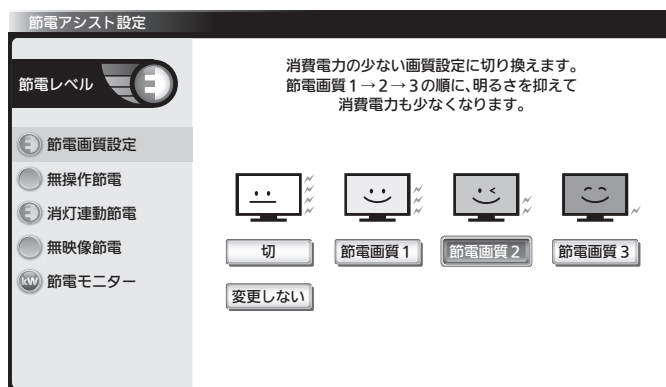 節電アシスト設定
節電レベル
E
節電画質設定
無操作節電
消灯連動節電
無映像節電
kW 節電モニター
消費電力の少ない画質設定に切り換えます。
節電画質1→2→3の順に、明るさを抑えて
消費電力も少なくなります。
切
節電画質1
節電画質2
節電画質3
変更しない